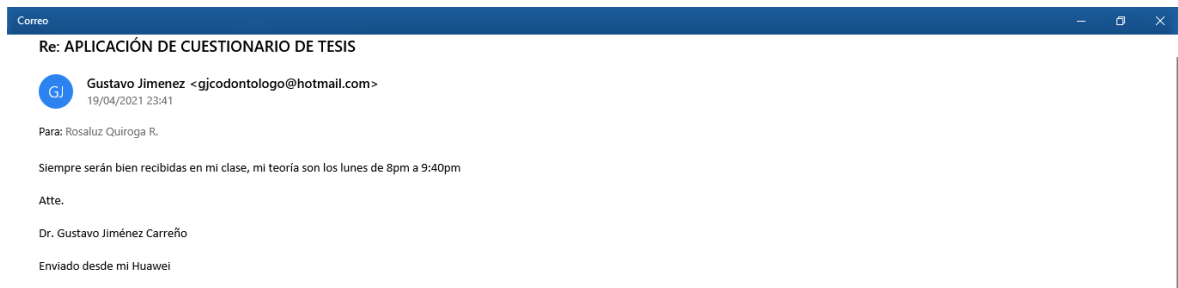 Correo
Re: APLICACIÓN DE CUESTIONARIO DE TESIS
GJ
Gustavo Jimenez <gjcodontologo@hotmail.com>
19/04/2021 23:41
Para: Rosaluz Quiroga R.
Siempre serán bien recibidas en mi clase, mi teoría son los lunes de 8pm a 9:40pm
Atte.
Dr. Gustavo Jiménez Carreño
Enviado desde mi Huawei